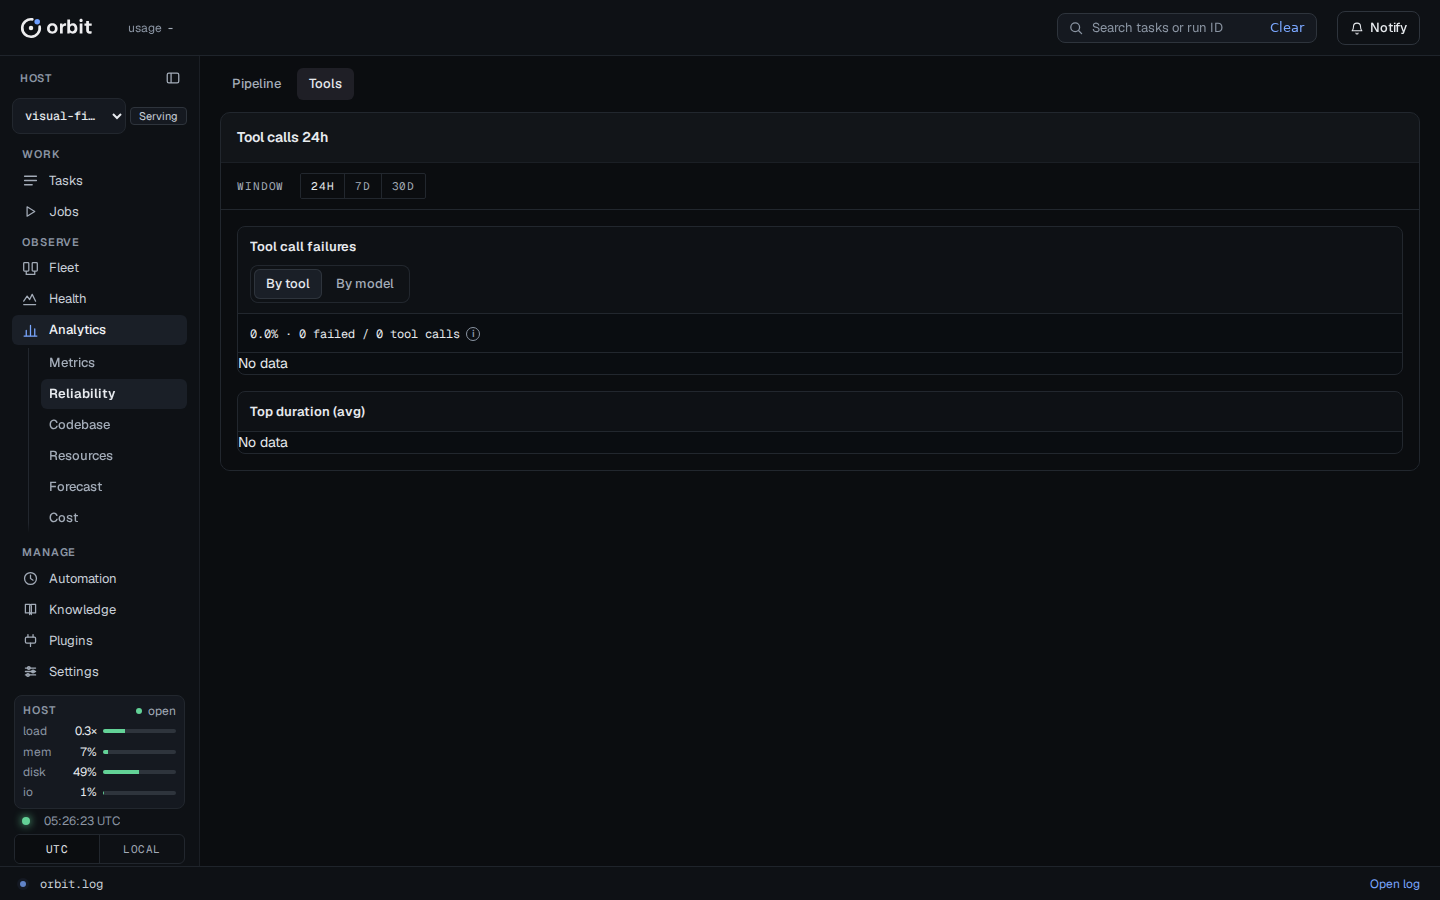 orbit
usage -
Search tasks or run ID
Clear
Notify
HOST
visual-fi…
Serving
WORK
Tasks
Jobs
OBSERVE
Fleet
Health
Analytics
Metrics
Reliability
Codebase
Resources
Forecast
Cost
MANAGE
Automation
Knowledge
Plugins
Settings
HOST open
load 0.3×
mem 7%
disk 49%
io 1%
05:26:23 UTC
UTC LOCAL
Pipeline Tools
Tool calls 24h
WINDOW 24H 7D 30D
Tool call failures
By tool By model
0.0% · 0 failed / 0 tool calls
No data
Top duration (avg)
No data
orbit.log
Open log